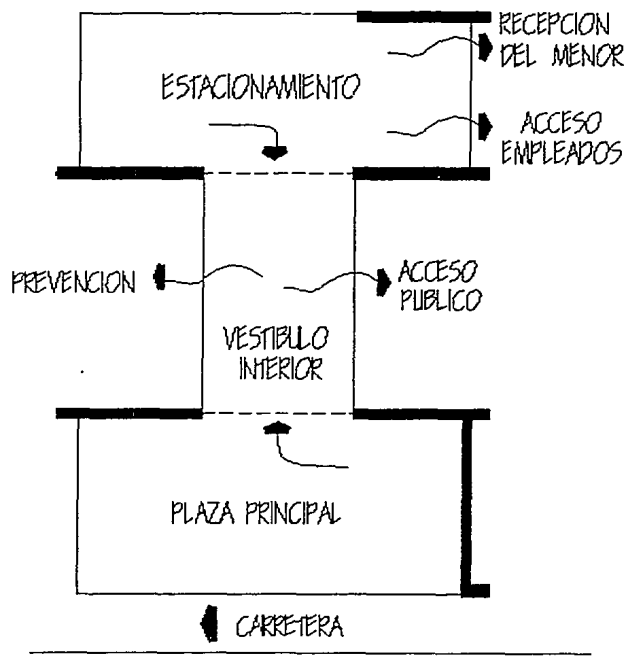 RECEPCION
DEL MENOR
ESTACIONAMIENTO
ACCESO
EMPLEADOS
PREVENCION
ACCESO
PUBLICO
VESTIBULO
INTERIOR
PLAZA PRINCIPAL
CARRETERA